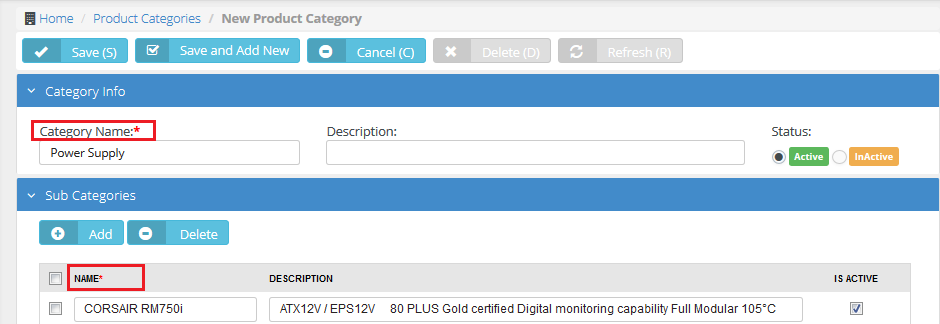 Home / Product Categories / New Product Category
Save (S) Save and Add New Cancel (C) Delete (D) Refresh (R)
Category Info
Category Name:* Description: Status:
Power Supply Active InActive
Sub Categories
Add Delete
NAME* DESCRIPTION IS ACTIVE
CORSAIR RM750i ATX12V / EPS12V 80 PLUS Gold certified Digital monitoring capability Full Modular 105°C